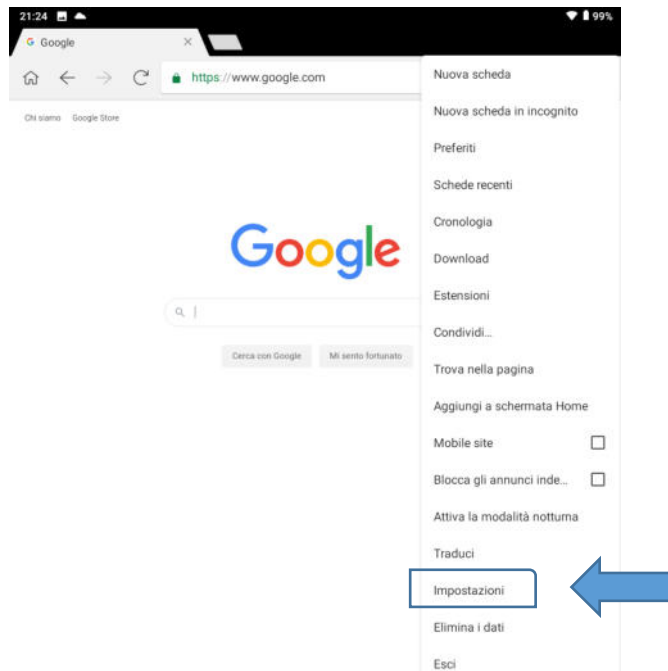 21:24
99%
G Google
https://www.google.com
Chi siamo Google Store
Google
Cerca con Google Mi sento fortunato
Nuova scheda
Nuova scheda in incognito
Preferiti
Schede recenti
Cronologia
Download
Estensioni
Condividi...
Trova nella pagina
Aggiungi a schermata Home
Mobile site
Blocca gli annunci inde...
Attiva la modalità notturna
Traduci
Impostazioni
Elimina i dati
Esci